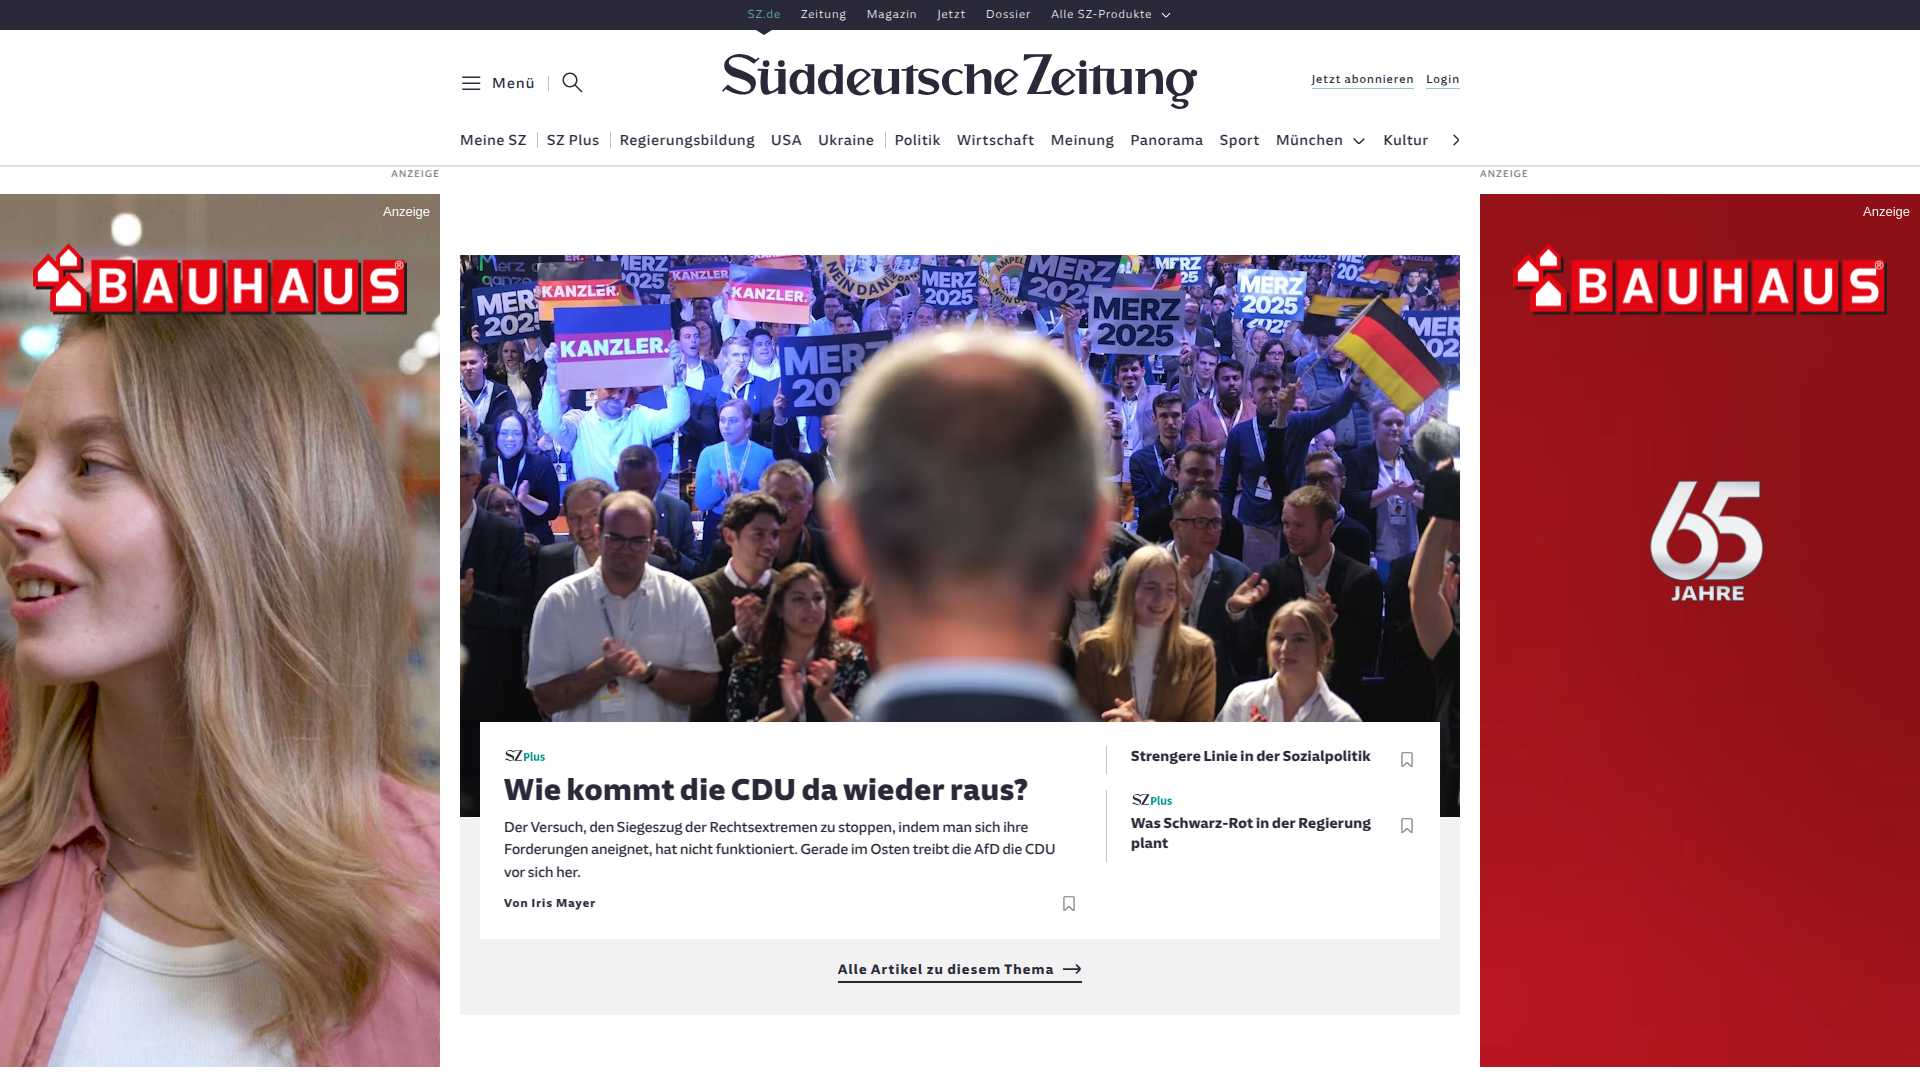 SZ.de Zeitung Magazin Jetzt Dossier Alle SZ-Produkte
Menü
Süddeutsche Zeitung
Jetzt abonnieren Login
Meine SZ SZ Plus Regierungsbildung USA Ukraine Politik Wirtschaft Meinung Panorama Sport München Kultur
ANZEIGE
ANZEIGE
Anzeige
BAUHAUS®
Anzeige
BAUHAUS®
65
JAHRE
Merz
KANZLER.
KANZLER.
KANZLER.
KANZLER.
NEIN DANKE
AMPEL
MERZ
2025
MERZ
2025
MERZ
2025
MERZ
SZ Plus
Wie kommt die CDU da wieder raus?
Der Versuch, den Siegeszug der Rechtsextremen zu stoppen, indem man sich ihre
Forderungen aneignet, hat nicht funktioniert. Gerade im Osten treibt die AfD die CDU
vor sich her.
Von Iris Mayer
Strengere Linie in der Sozialpolitik
SZ Plus
Was Schwarz-Rot in der Regierung
plant
Alle Artikel zu diesem Thema